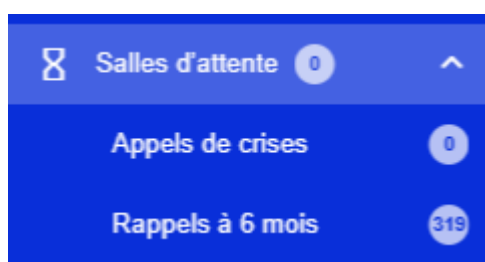 Salles d'attente 0
Appels de crises 0
Rappels à 6 mois 319